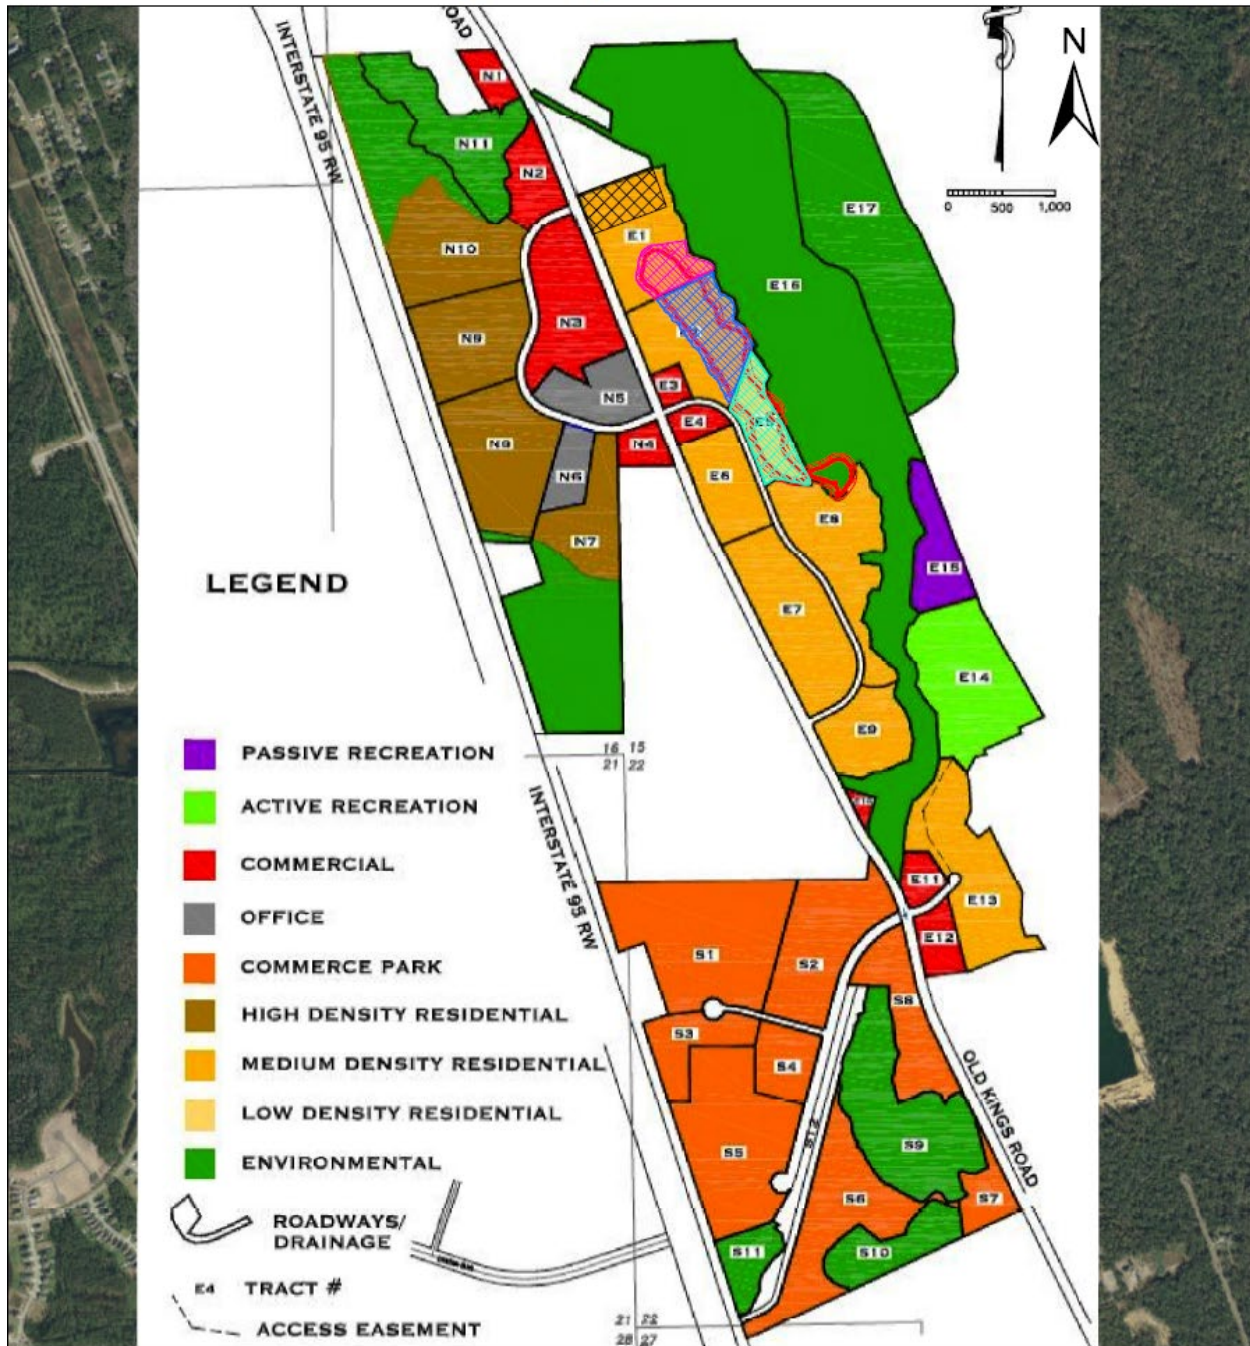 ROAD
N
INTERSTATE 95 RW
N1
N11
N2
0 500 1,000
E17
E1
N10
E16
N3
N9
E3
N5
E4
E5
N4
N8
N6
E6
E8
N7
E15
LEGEND
E7
E14
E9
PASSIVE RECREATION
16 15
21 22
ACTIVE RECREATION
INTERSTATE 95 RW
COMMERCIAL
E11
E13
OFFICE
E12
COMMERCE PARK
S1
S2
S8
HIGH DENSITY RESIDENTIAL
S3
S4
MEDIUM DENSITY RESIDENTIAL
OLD KINGS ROAD
LOW DENSITY RESIDENTIAL
S12
S9
S5
ENVIRONMENTAL
S6
S7
ROADWAYS/
DRAINAGE
S11
S10
E4 TRACT #
ACCESS EASEMENT
21 22
28 27